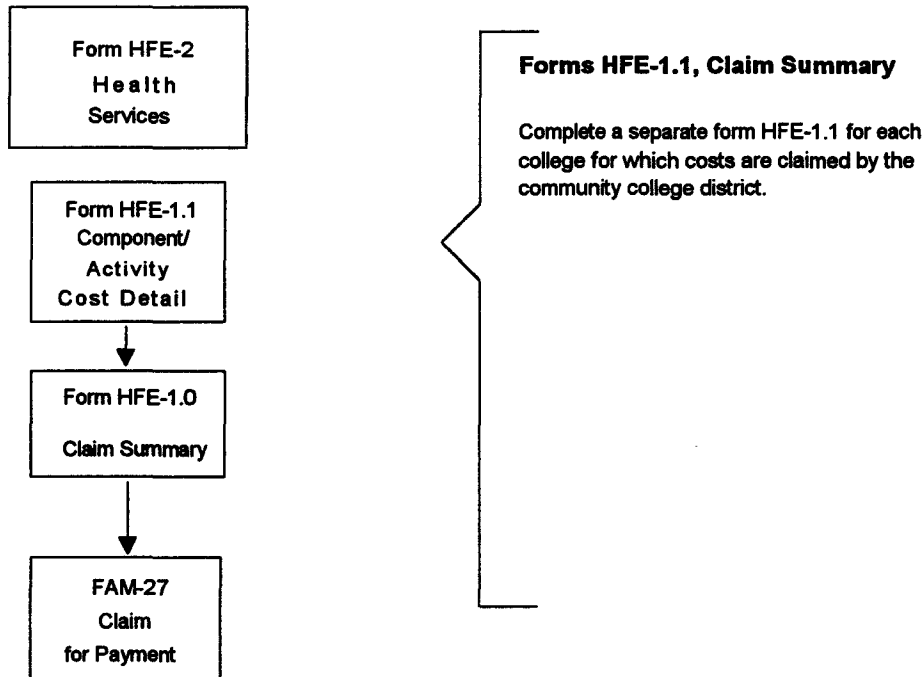 Form HFE-2
Health
Services
Form HFE-1.1
Component/
Activity
Cost Detail
Form HFE-1.0
Claim Summary
FAM-27
Claim
for Payment
Forms HFE-1.1, Claim Summary
Complete a separate form HFE-1.1 for each
college for which costs are claimed by the
community college district.